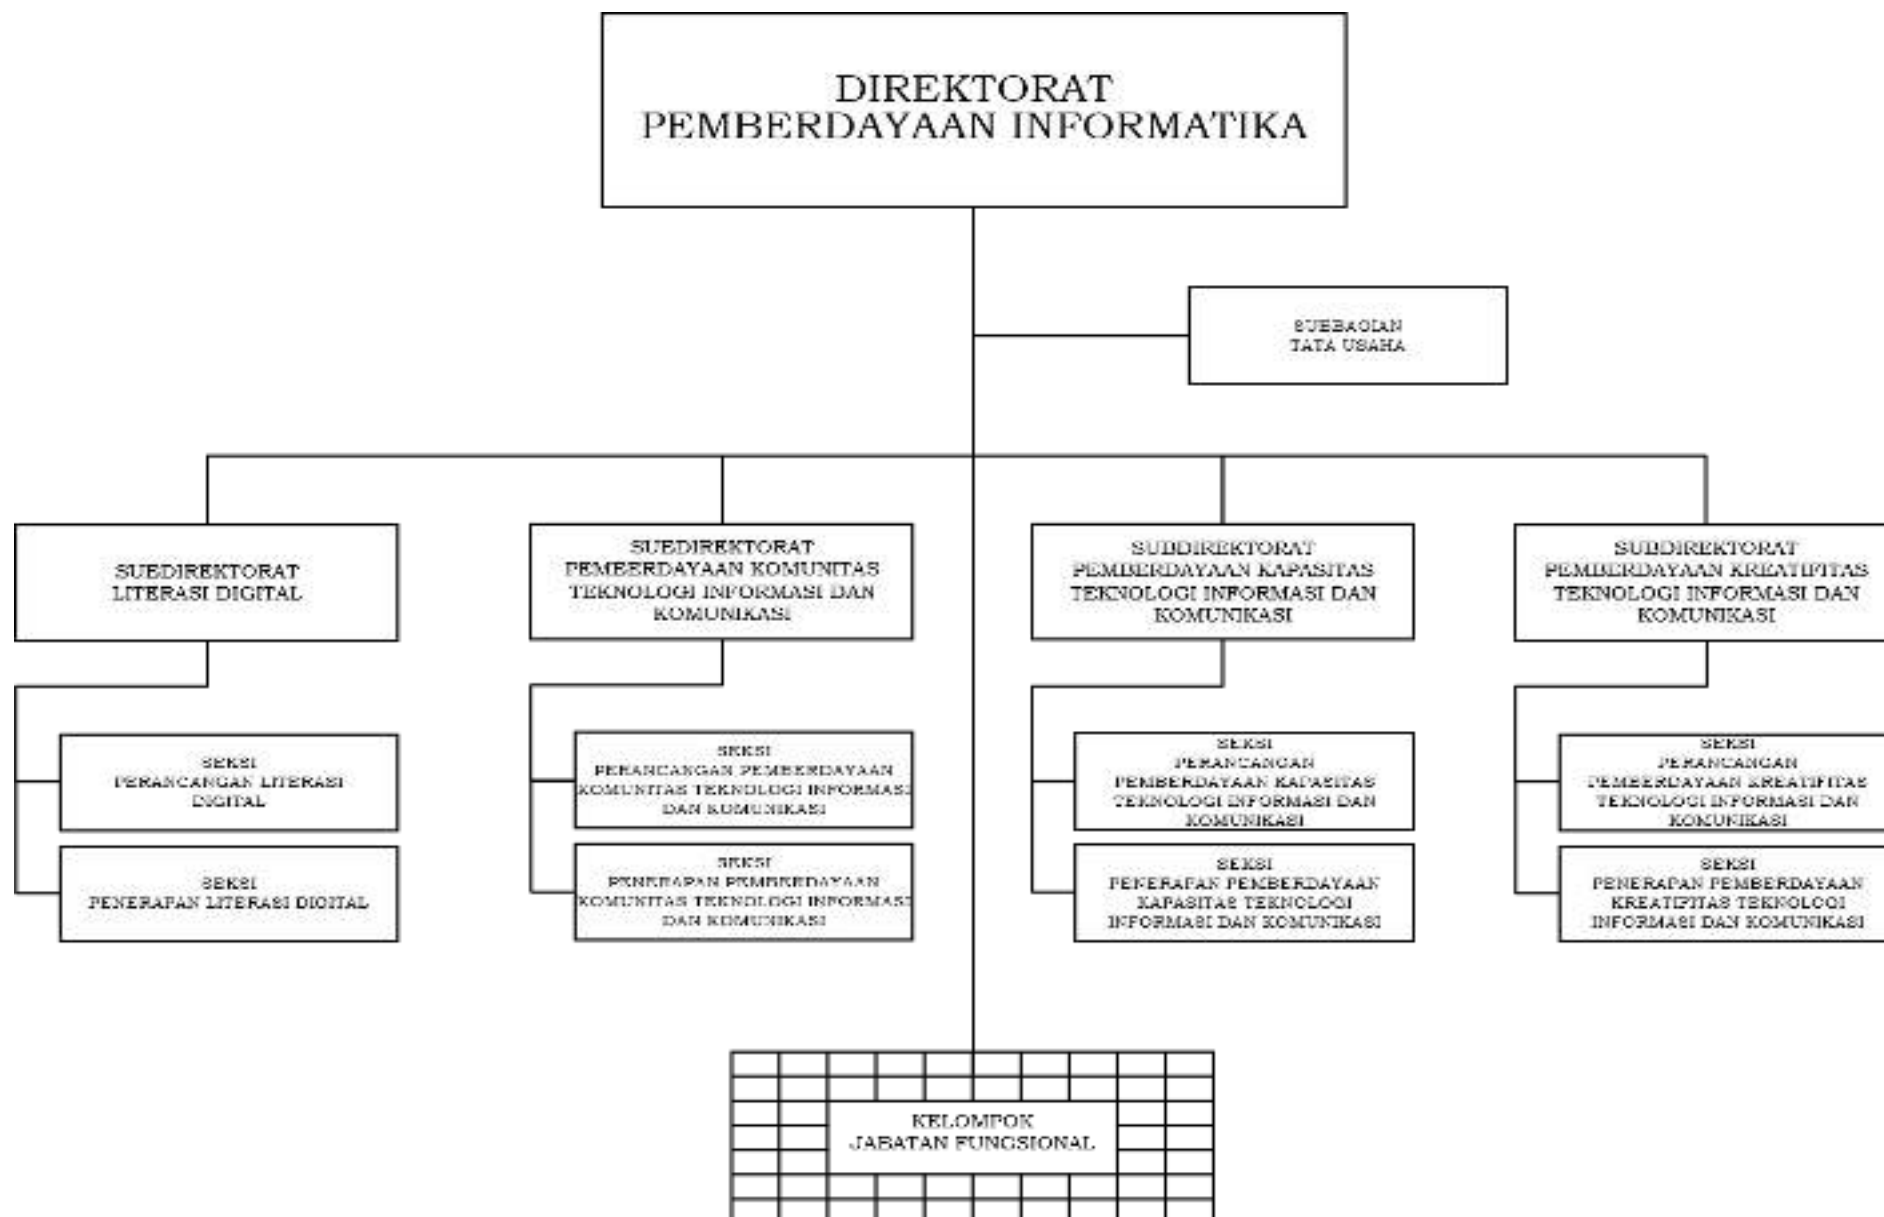 DIREKTORAT
PEMBERDAYAAN INFORMATIKA
SUBBAGIAN
TATA USAHA
SUBDIREKTORAT
LITERASI DIGITAL
SUBDIREKTORAT
PEMBERDAYAAN KOMUNITAS
TEKNOLOGI INFORMASI DAN
KOMUNIKASI
SUBDIREKTORAT
PEMBERDAYAAN KAPASITAS
TEKNOLOGI INFORMASI DAN
KOMUNIKASI
SUBDIREKTORAT
PEMBERDAYAAN KREATIFITAS
TEKNOLOGI INFORMASI DAN
KOMUNIKASI
SEKSI
PERANCANGAN LITERASI
DIGITAL
SEKSI
PERANCANGAN PEMBERDAYAAN
KOMUNITAS TEKNOLOGI INFORMASI
DAN KOMUNIKASI
SEKSI
PERANCANGAN
PEMBERDAYAAN KAPASITAS
TEKNOLOGI INFORMASI DAN
KOMUNIKASI
SEKSI
PERANCANGAN
PEMBERDAYAAN KREATIFITAS
TEKNOLOGI INFORMASI DAN
KOMUNIKASI
SEKSI
PENERAPAN LITERASI DIGITAL
SEKSI
PENERAPAN PEMBERDAYAAN
KOMUNITAS TEKNOLOGI INFORMASI
DAN KOMUNIKASI
SEKSI
PENERAPAN PEMBERDAYAAN
KAPASITAS TEKNOLOGI
INFORMASI DAN KOMUNIKASI
SEKSI
PENERAPAN PEMBERDAYAAN
KREATIFITAS TEKNOLOGI
INFORMASI DAN KOMUNIKASI
KELOMPOK
JABATAN FUNGSIONAL